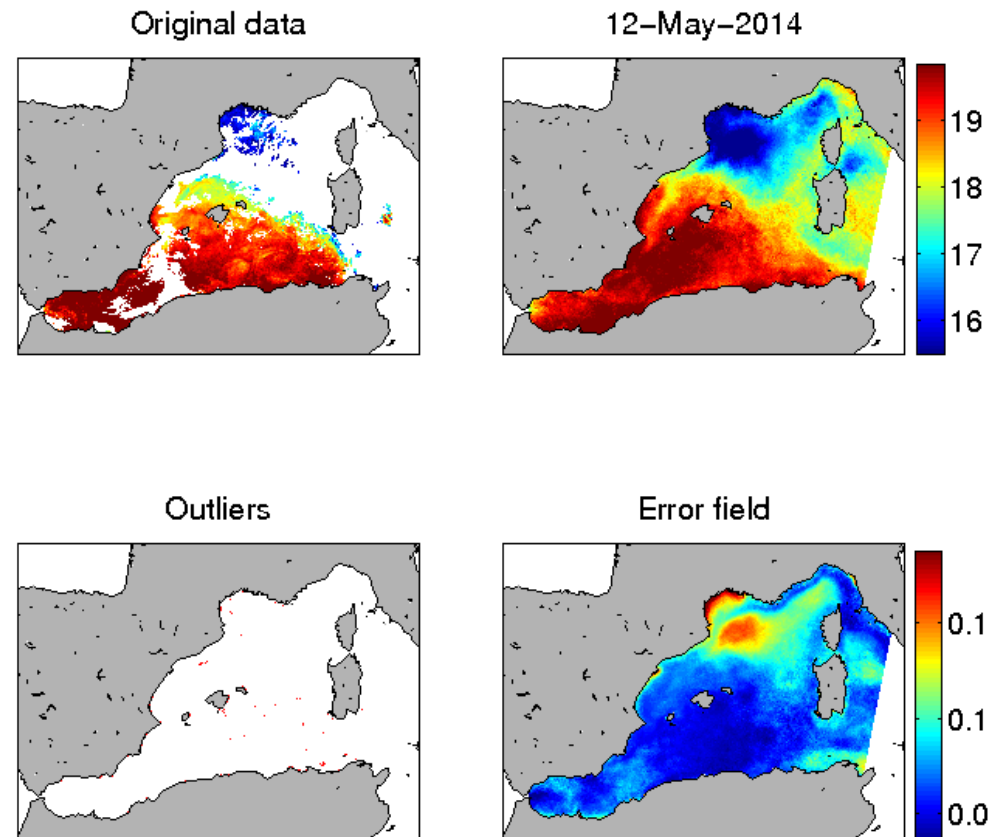 Original data
12−May−2014
19
18
17
16
Outliers
Error field
0.1
0.1
0.0